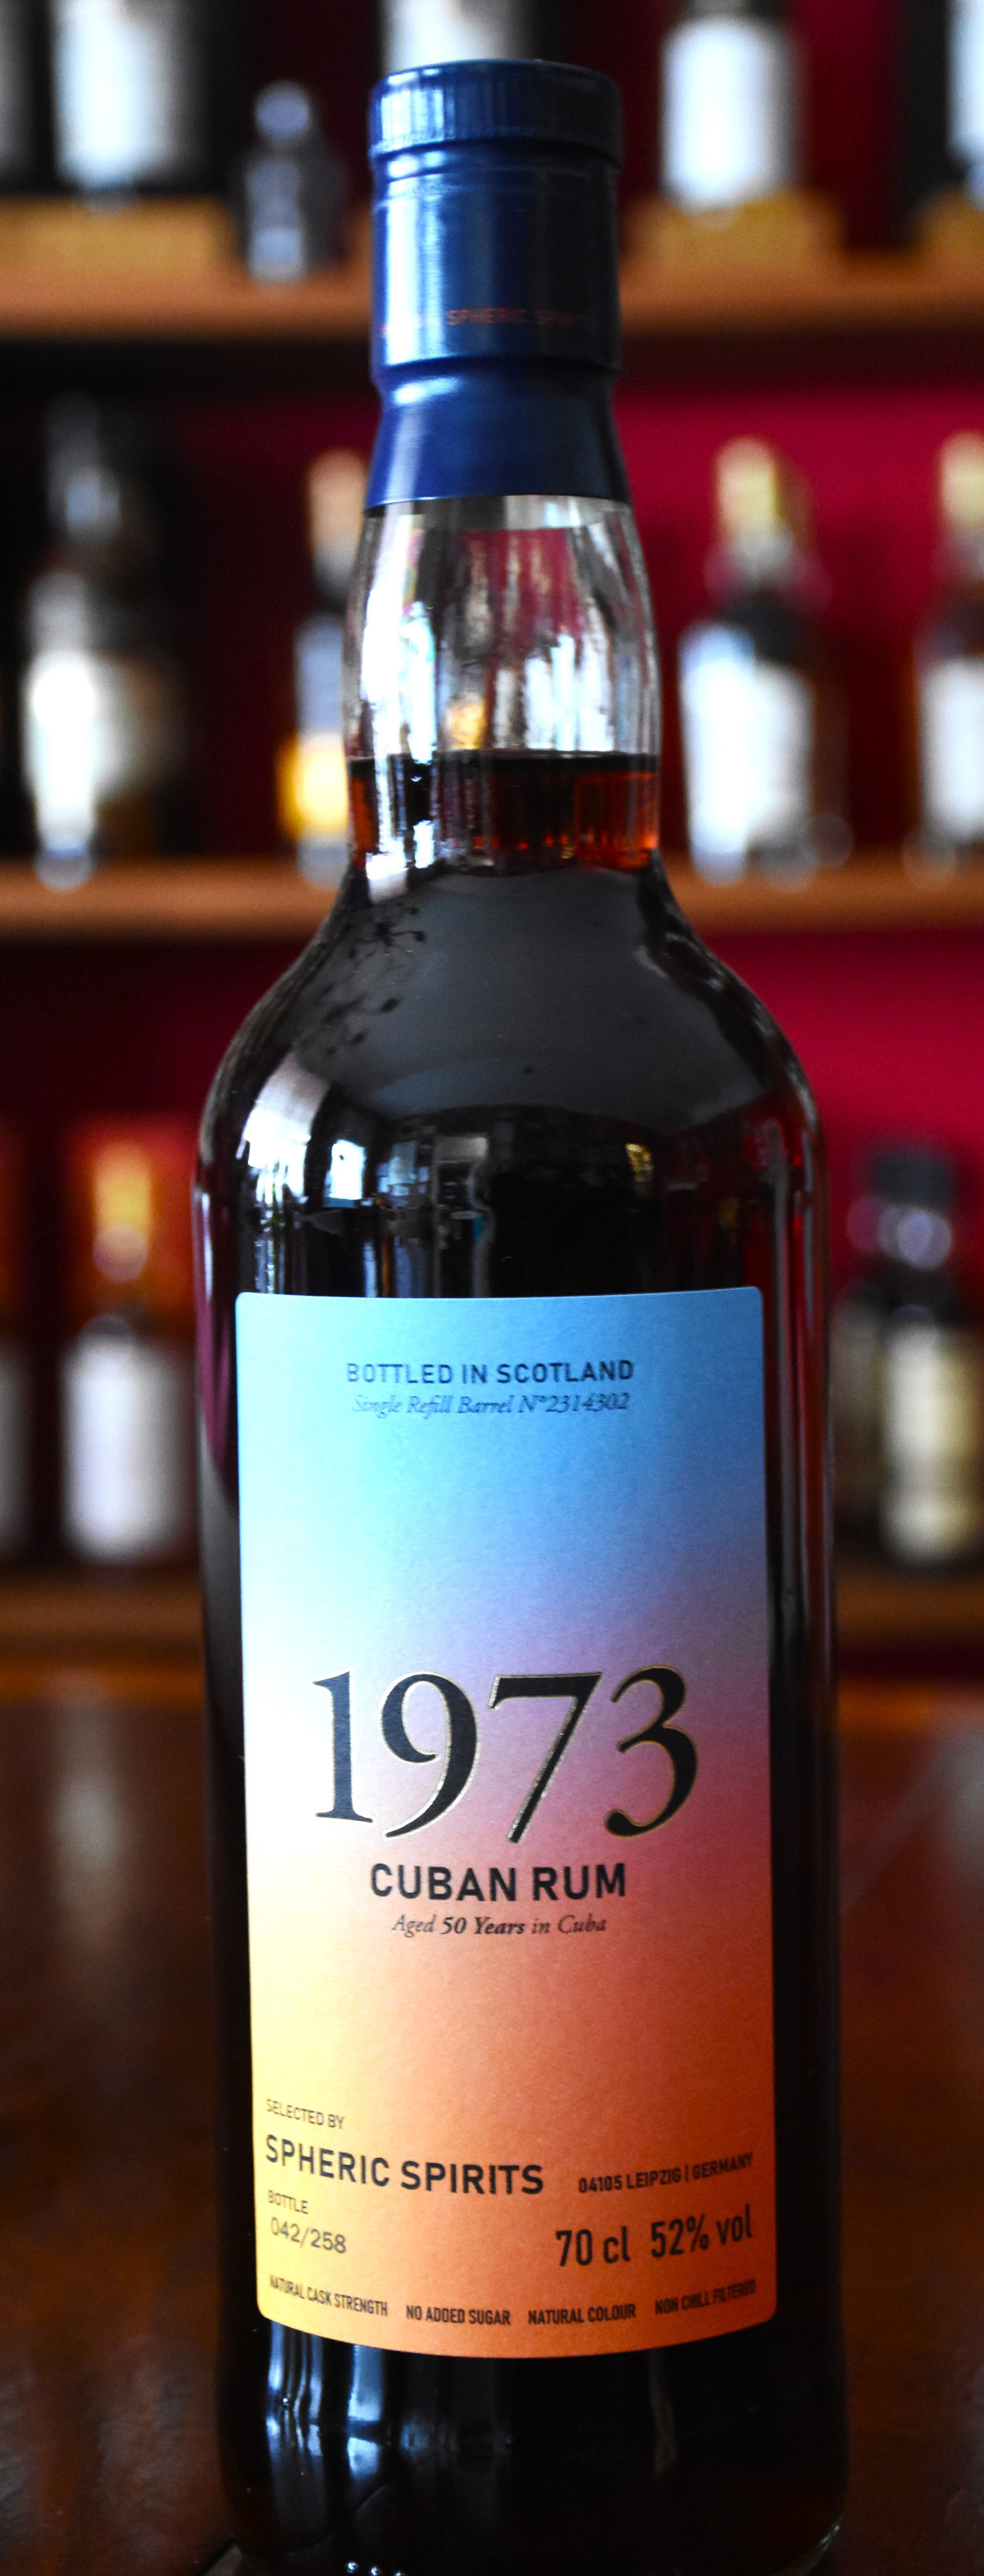 SPHERIC SPIRITS
BOTTLED IN SCOTLAND
Single Refill Barrel N°2314302
1973
CUBAN RUM
Aged 50 Years in Cuba
SELECTED BY
SPHERIC SPIRITS 04105 LEIPZIG | GERMANY
BOTTLE
042/258
70 cl 52% vol
NATURAL CASK STRENGTH NO ADDED SUGAR NATURAL COLOUR NON CHILL FILTERED